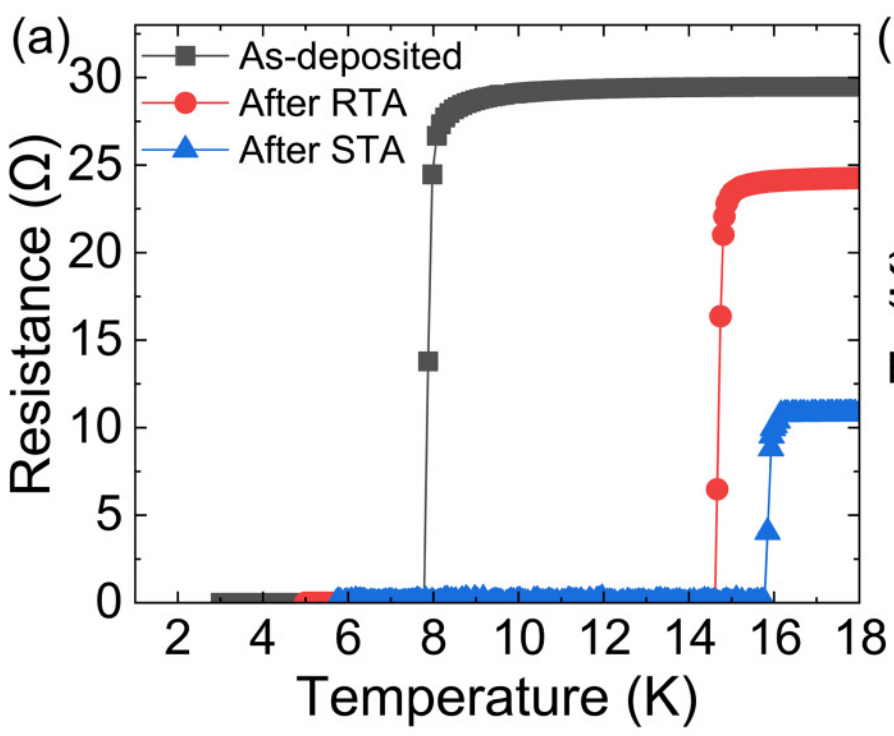 (a)
As-deposited
After RTA
After STA
Resistance (Ω)
30
25
20
15
10
5
0
2 4 6 8 10 12 14 16 18
Temperature (K)
(